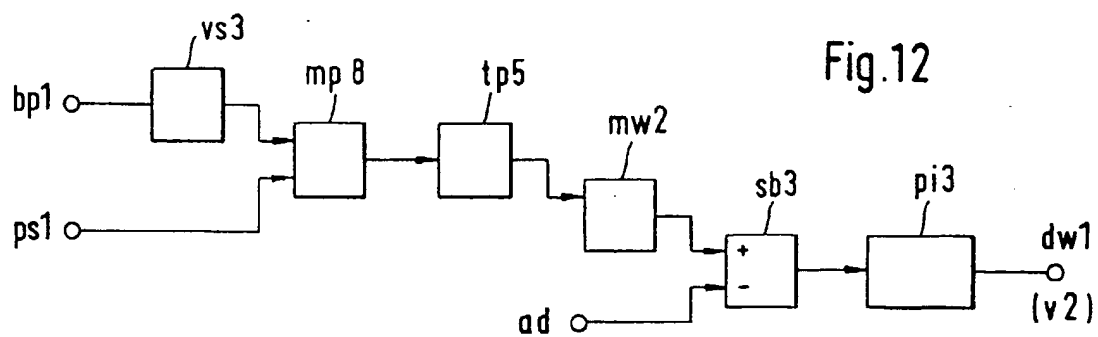 Fig.12
vs3
bp1
mp 8
tp5
mw2
ps1
sb3
pi3
+
-
dw1
(v2)
ad